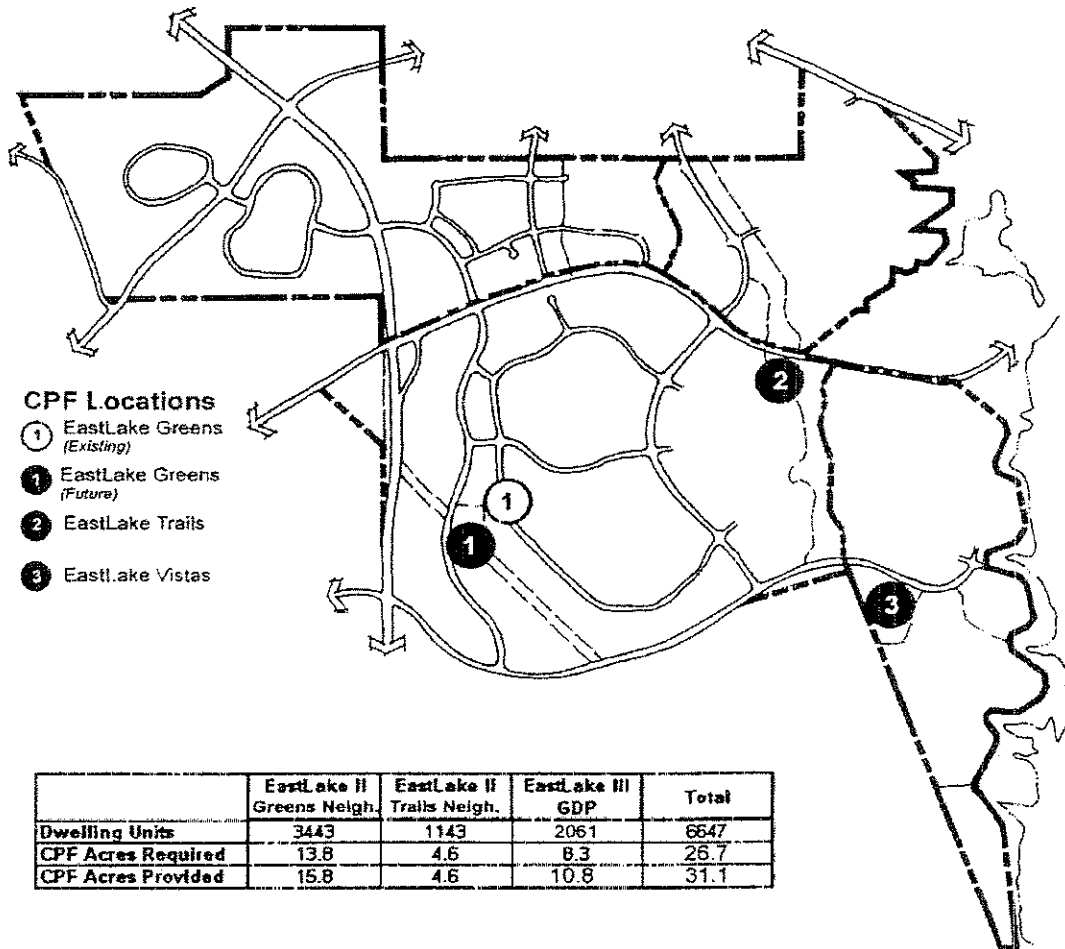 CPF Locations
1 EastLake Greens
(Existing)
1 EastLake Greens
(Future)
2 EastLake Trails
3 EastLake Vistas
2
1
1
3
EastLake II Greens Neigh. EastLake II Trails Neigh. EastLake III GDP Total
Dwelling Units 3443 1143 2061 6647
CPF Acres Required 13.8 4.6 8.3 26.7
CPF Acres Provided 15.8 4.6 10.8 31.1